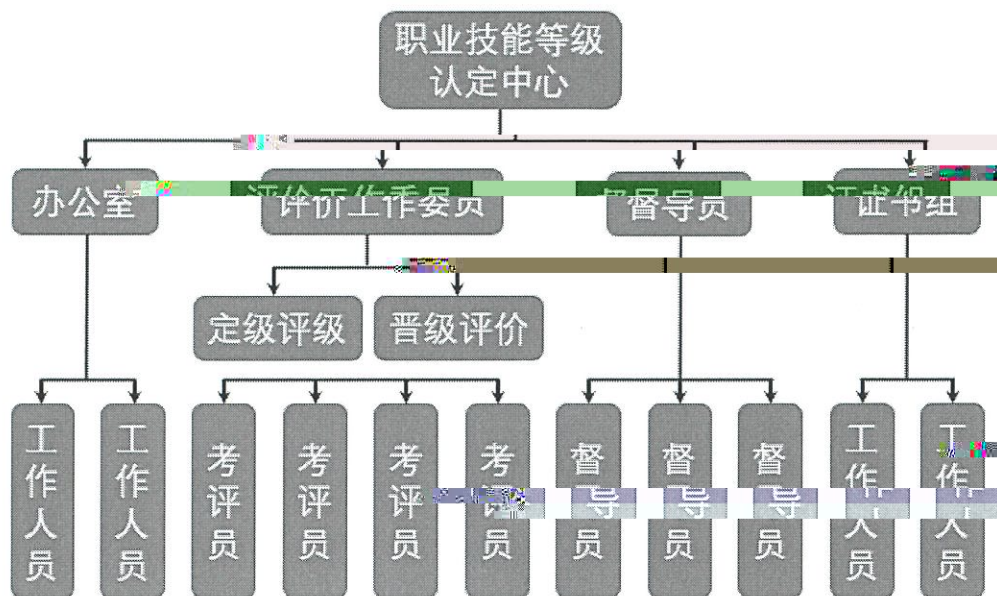 职业技能等级
认定中心
办公室
评价工作委员
督导员
证书组
定级评级
晋级评价
工作人员
工作人员
考评员
考评员
考评员
考评员
督导员
督导员
督导员
工作人员
工作人员